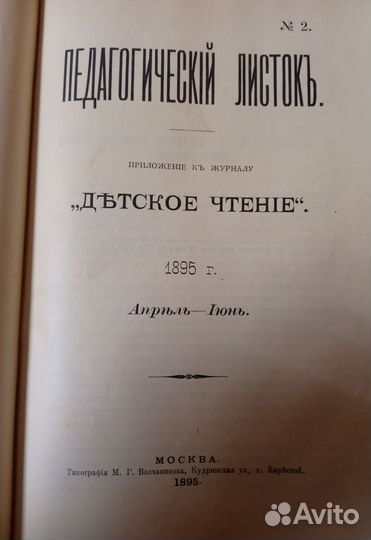 № 2.
ПЕДАГОГИЧЕСКІЙ ЛИСТОКЪ.
ПРИЛОЖЕНІЕ КЪ ЖУРНАЛУ
„ДѢТСКОЕ ЧТЕНІЕ“.
1895 г.
Апрѣль—Іюнь.
МОСКВА.
Типографія М. Г. Волчанинова, Кудринская ул., д. Кирѣевой.
1895.
Avito